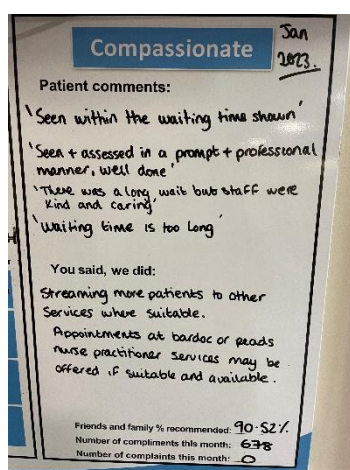 Compassionate
Jan
2023.
Patient comments:
'Seen within the waiting time shown'
'Seen + assessed in a prompt + professional
manner, well done'
'There was a long wait but staff were
kind and caring'
'Waiting time is too long'
You said, we did:
Streaming more patients to other
Services where suitable.
Appointments at bardoc or peads
nurse practitioner services may be
offered if suitable and available.
Friends and family % recommended: 90.52%
Number of compliments this month: 678
Number of complaints this month: 0